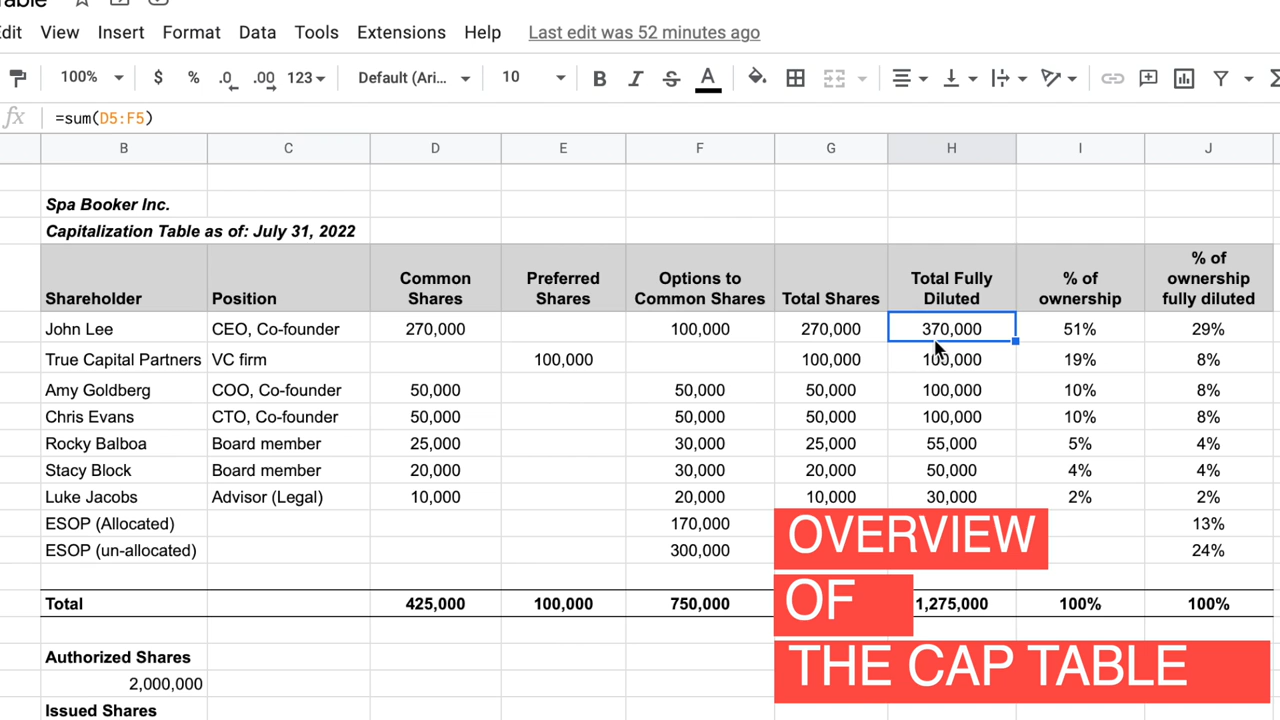 Edit View Insert Format Data Tools Extensions Help Last edit was 52 minutes ago
100% $ % .0 .00 123 Default (Ari... 10 B I S A
fx =sum(D5:F5)
B C D E F G H I J
Spa Booker Inc.
Capitalization Table as of: July 31, 2022
Shareholder Position Common Shares Preferred Shares Options to Common Shares Total Shares Total Fully Diluted % of ownership % of ownership fully diluted
John Lee CEO, Co-founder 270,000 100,000 270,000 370,000 51% 29%
True Capital Partners VC firm 100,000 100,000 100,000 19% 8%
Amy Goldberg COO, Co-founder 50,000 50,000 50,000 100,000 10% 8%
Chris Evans CTO, Co-founder 50,000 50,000 50,000 100,000 10% 8%
Rocky Balboa Board member 25,000 30,000 25,000 55,000 5% 4%
Stacy Block Board member 20,000 30,000 20,000 50,000 4% 4%
Luke Jacobs Advisor (Legal) 10,000 20,000 10,000 30,000 2% 2%
ESOP (Allocated) 170,000 13%
ESOP (un-allocated) 300,000 24%
Total 425,000 100,000 750,000 1,275,000 100% 100%
Authorized Shares
2,000,000
Issued Shares
OVERVIEW
OF
THE CAP TABLE